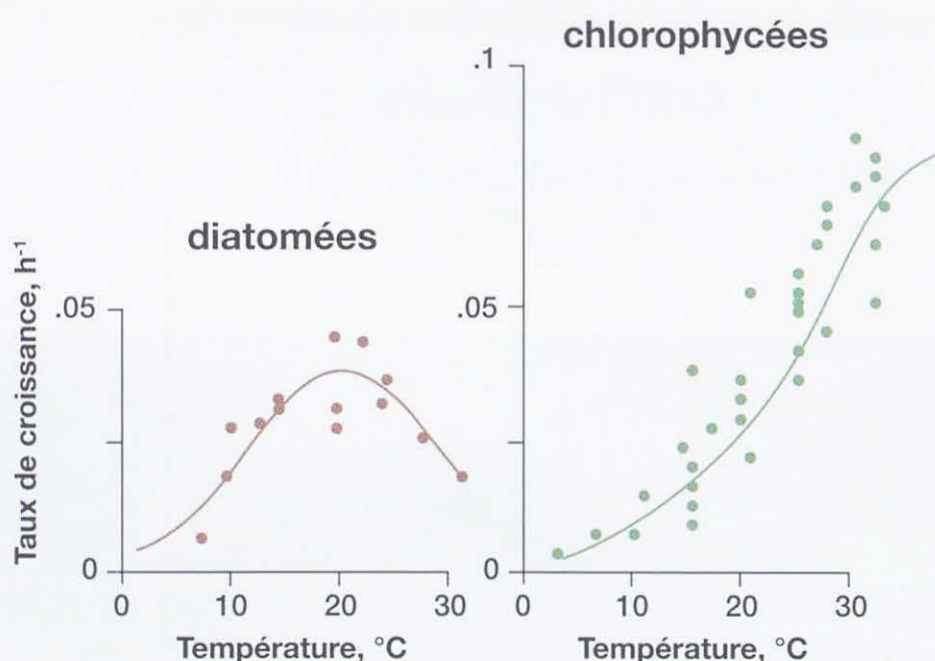 chlorophycées
.1
diatomées
Taux de croissance, h⁻¹
.05
.05
0
0
0 10 20 30
0 10 20 30
Température, °C
Température, °C